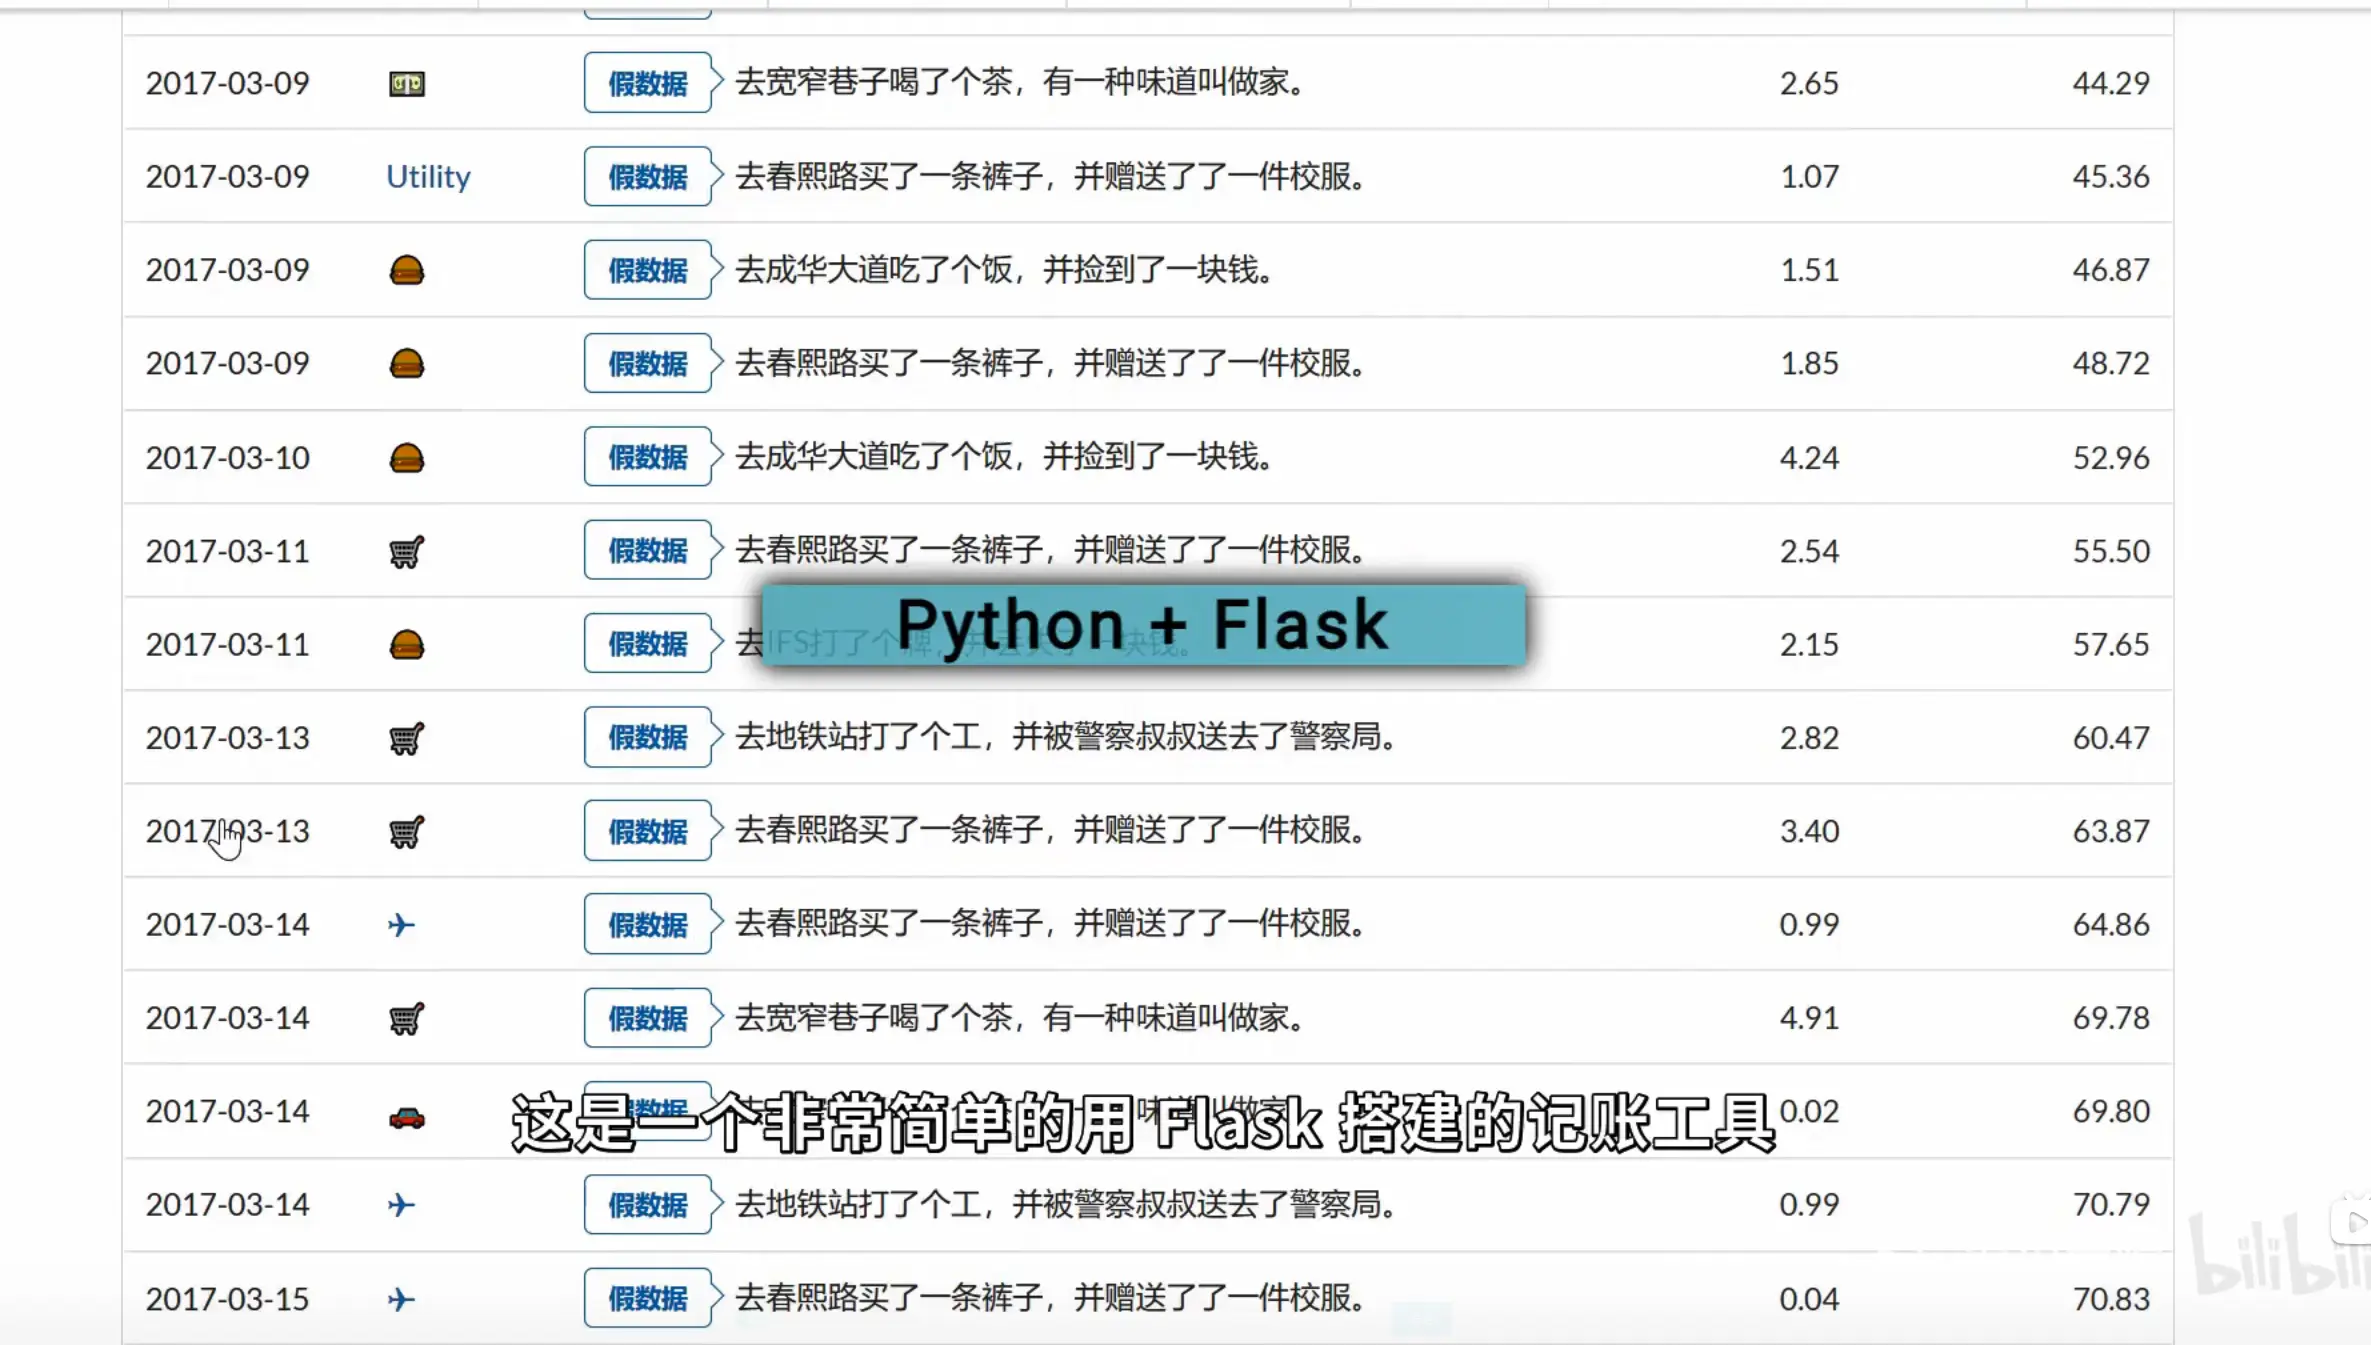 2017-03-09 假数据 去宽窄巷子喝了个茶，有一种味道叫做家。 2.65 44.29
2017-03-09 Utility 假数据 去春熙路买了一条裤子，并赠送了了一件校服。 1.07 45.36
2017-03-09 假数据 去成华大道吃了个饭，并捡到了一块钱。 1.51 46.87
2017-03-09 假数据 去春熙路买了一条裤子，并赠送了了一件校服。 1.85 48.72
2017-03-10 假数据 去成华大道吃了个饭，并捡到了一块钱。 4.24 52.96
2017-03-11 假数据 去春熙路买了一条裤子，并赠送了了一件校服。 2.54 55.50
Python + Flask
2017-03-11 假数据 去IFS打了个牌，并丢失了一块钱。 2.15 57.65
2017-03-13 假数据 去地铁站打了个工，并被警察叔叔送去了警察局。 2.82 60.47
2017-03-13 假数据 去春熙路买了一条裤子，并赠送了了一件校服。 3.40 63.87
2017-03-14 假数据 去春熙路买了一条裤子，并赠送了了一件校服。 0.99 64.86
2017-03-14 假数据 去宽窄巷子喝了个茶，有一种味道叫做家。 4.91 69.78
2017-03-14 0.02 69.80
这是一个非常简单的用 Flask 搭建的记账工具
2017-03-14 假数据 去地铁站打了个工，并被警察叔叔送去了警察局。 0.99 70.79
2017-03-15 假数据 去春熙路买了一条裤子，并赠送了了一件校服。 0.04 70.83
bilibili